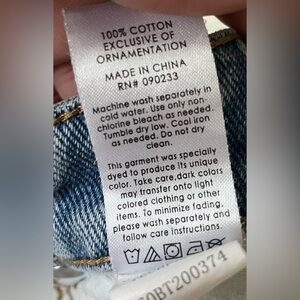 100% COTTON
EXCLUSIVE OF
ORNAMENTATION
MADE IN CHINA
RN# 090233
Machine wash separately in
cold water. Use only non-
chlorine bleach as needed.
Tumble dry low. Cool iron
as needed. Do not dry
clean.
This garment was specially
dyed to produce its unique
color. Take care,dark colors
may transfer onto light
colored clothing or other
items. To minimize fading,
please wash separately and
follow care instructions.
0BT200374